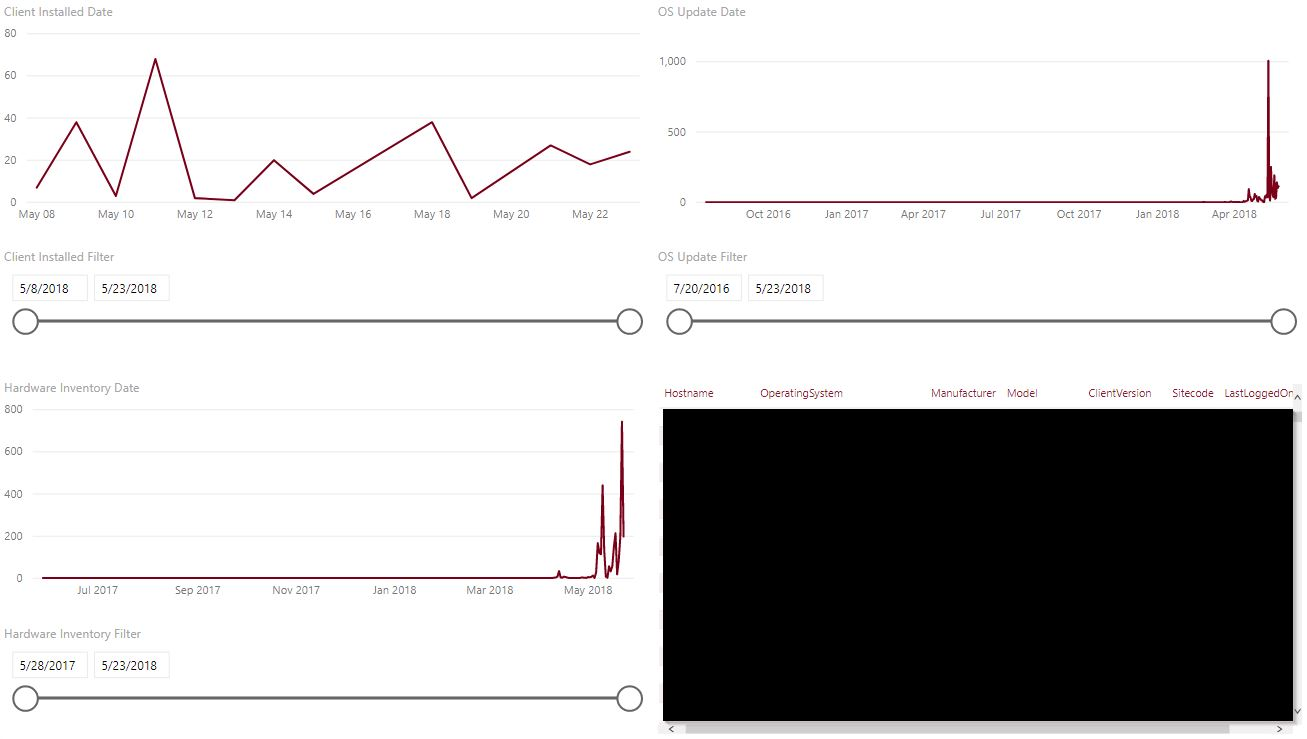 Client Installed Date
80
60
40
20
0
May 08 May 10 May 12 May 14 May 16 May 18 May 20 May 22
Client Installed Filter
5/8/2018 5/23/2018
OS Update Date
1,000
500
0
Oct 2016 Jan 2017 Apr 2017 Jul 2017 Oct 2017 Jan 2018 Apr 2018
OS Update Filter
7/20/2016 5/23/2018
Hardware Inventory Date
800
600
400
200
0
Jul 2017 Sep 2017 Nov 2017 Jan 2018 Mar 2018 May 2018
Hardware Inventory Filter
5/28/2017 5/23/2018
Hostname OperatingSystem Manufacturer Model ClientVersion Sitecode LastLoggedOn